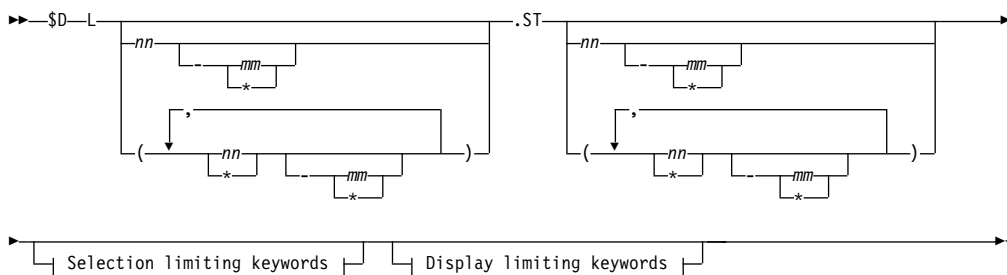 $D L .ST
nn nn
- mm - mm
* *
, ,
( nn - mm ) ( nn - mm )
* * * *
Selection limiting keywords Display limiting keywords